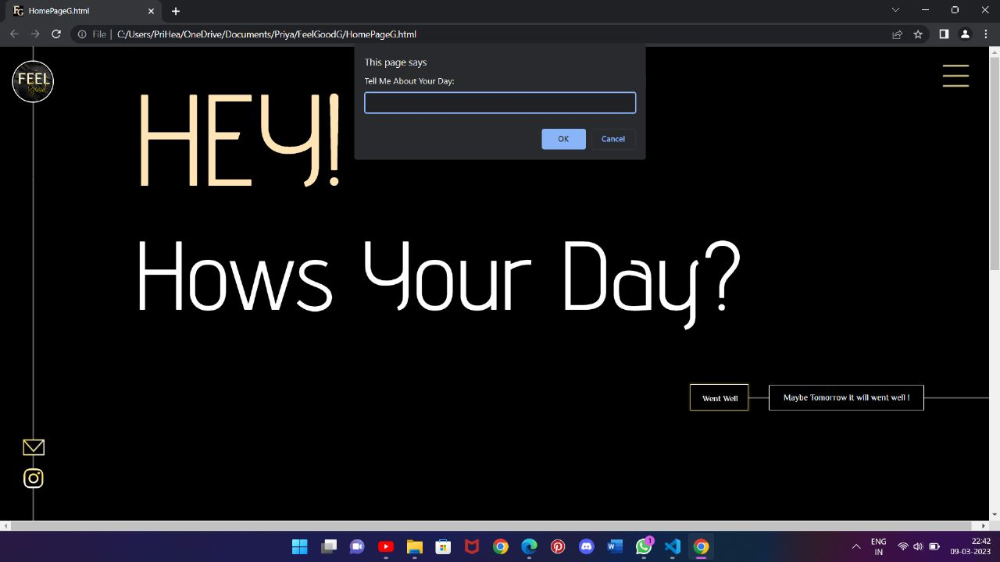 HomePageG.html
File
C:/Users/PriHea/OneDrive/Documents/Priya/FeelGoodG/HomePageG.html
This page says
Tell Me About Your Day:
OK
Cancel
FEEL
Good
HEY!
Hows Your Day?
Went Well
Maybe Tomorrow it will went well !
1
ENG
IN
22:42
09-03-2023